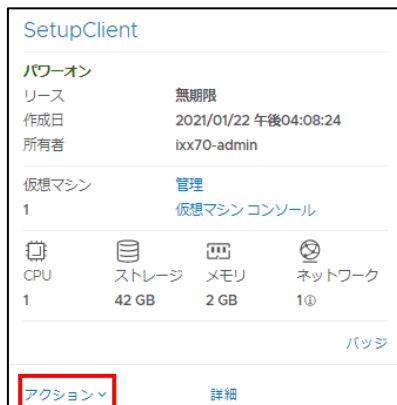 SetupClient
パワーオン
リース 無期限
作成日 2021/01/22 午後04:08:24
所有者 ixx70-admin
仮想マシン 管理
1 仮想マシン コンソール
CPU ストレージ メモリ ネットワーク
1 42 GB 2 GB 1
バッジ
アクション 詳細